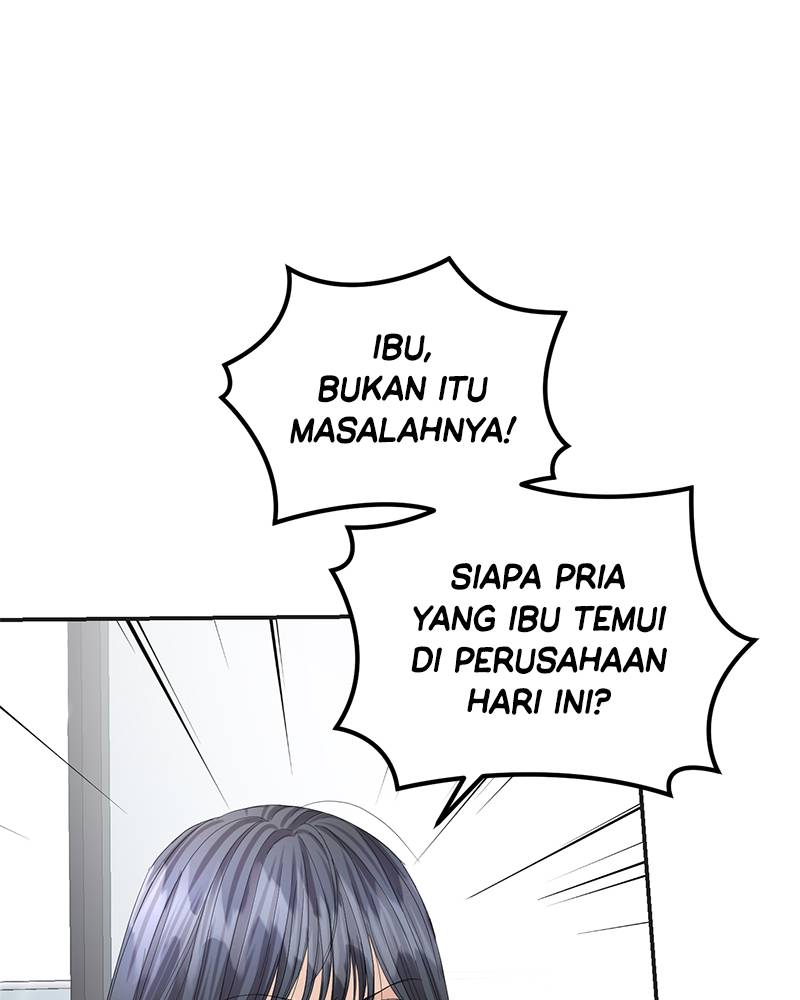 IBU,
BUKAN ITU
MASALAHNYA!
SIAPA PRIA
YANG IBU TEMUI
DI PERUSAHAAN
HARI INI?